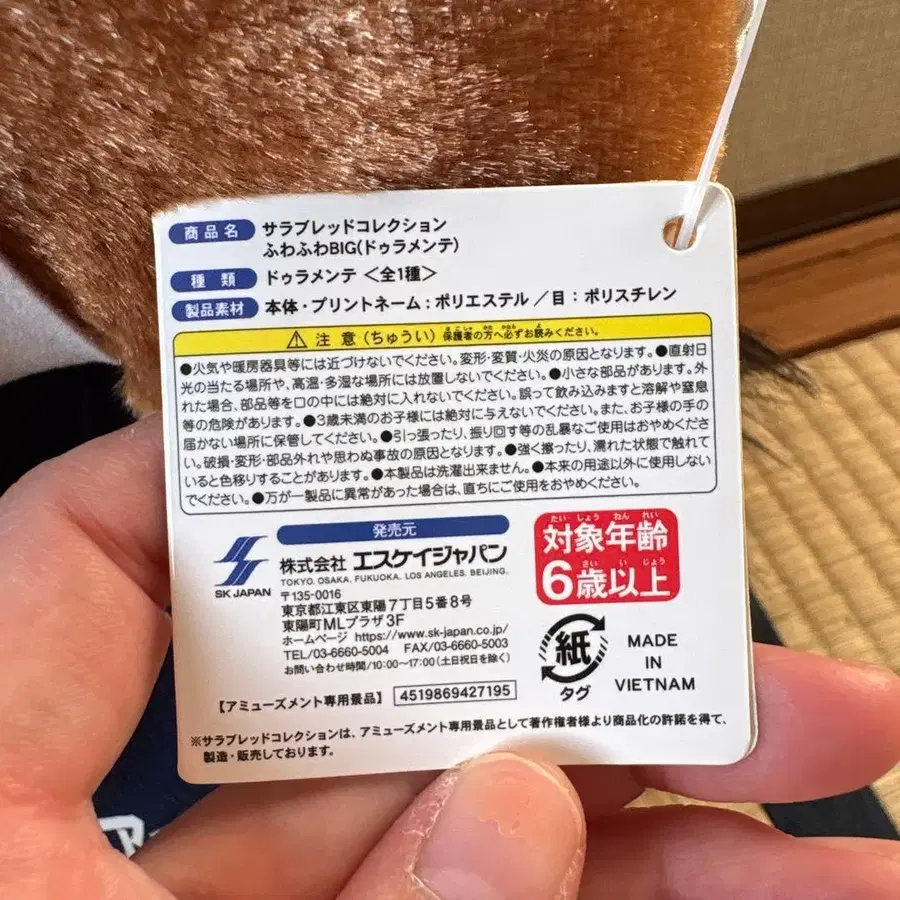 商品名 サラブレッドコレクション
ふわふわBIG(ドゥラメンテ)
種類 ドゥラメンテ <全1種>
製品素材 本体・プリントネーム:ポリエステル/目:ポリスチレン
⚠ 注意(ちゅうい) 保護者の方へ必ずお読みください。
●火気や暖房器具等には近づけないでください。変形・変質・火災の原因となります。●直射日
光の当たる場所や、高温・多湿な場所には放置しないでください。●小さな部品があります。外
れた場合、部品等を口の中には絶対に入れないでください。誤って飲み込みますと溶解や窒息
等の危険があります。●3歳未満のお子様には絶対に与えないでください。また、お子様の手の
届かない場所に保管してください。●引っ張ったり、振り回す等の乱暴なご使用はおやめくださ
い。破損・変形・部品外れや思わぬ事故の原因となります。●強く擦ったり、濡れた状態で触れて
いると色移りすることがあります。●本製品は洗濯出来ません。●本来の用途以外に使用しない
でください。●万が一製品に異常があった場合は、直ちにご使用をおやめください。
発売元
SK JAPAN
株式会社 エスケイジャパン
TOKYO. OSAKA. FUKUOKA. LOS ANGELES. BEIJING.
〒135-0016
東京都江東区東陽7丁目5番8号
東陽町MLプラザ3F
ホームページ https://www.sk-japan.co.jp/
TEL/03-6660-5004 FAX/03-6660-5003
お問い合わせ時間/10:00~17:00(土日祝日を除く)
たいしょうねんれい
対象年齢
さいいじょう
6歳以上
紙
タグ
MADE
IN
VIETNAM
【アミューズメント専用景品】 4519869427195
※サラブレッドコレクションは、アミューズメント専用景品として著作権者様より商品化の許諾を得て、
製造・販売しております。